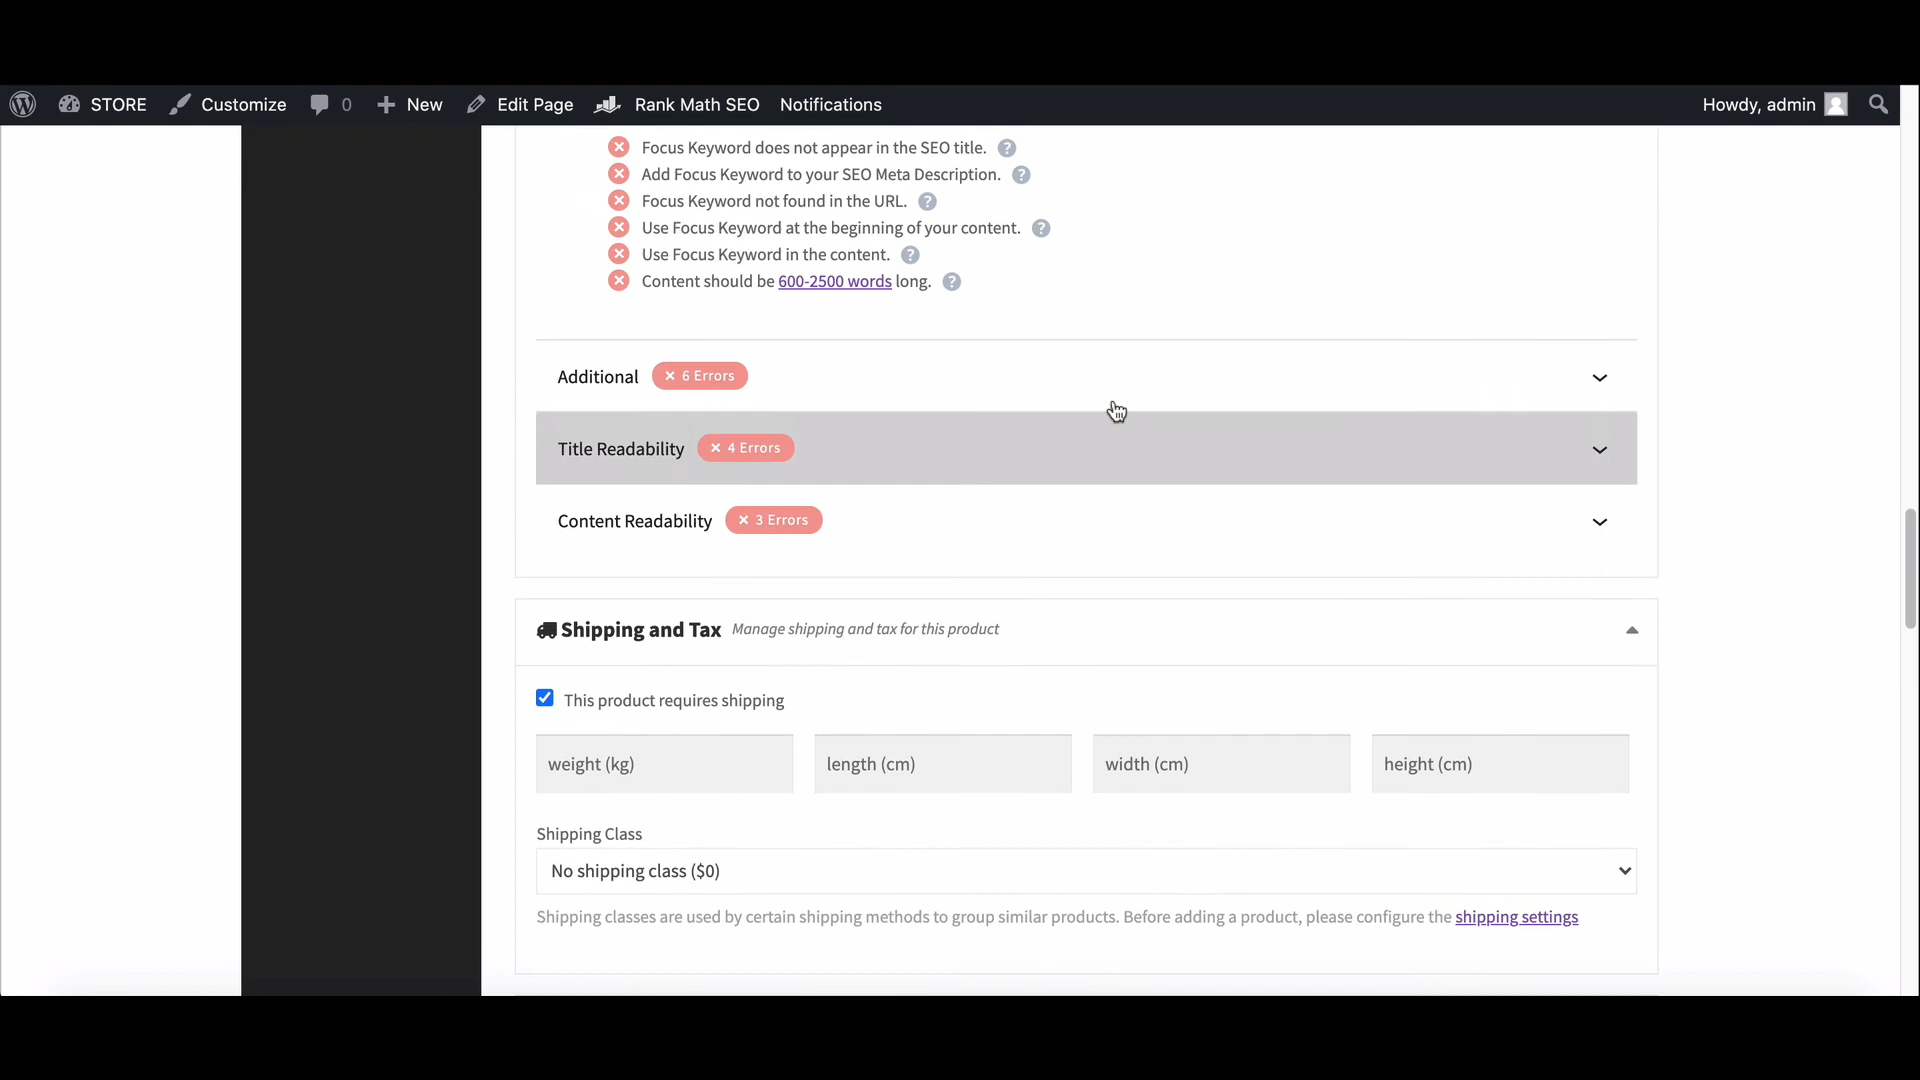 STORE Customize 0 New Edit Page Rank Math SEO Notifications Howdy, admin
Focus Keyword does not appear in the SEO title. ?
Add Focus Keyword to your SEO Meta Description. ?
Focus Keyword not found in the URL. ?
Use Focus Keyword at the beginning of your content. ?
Use Focus Keyword in the content. ?
Content should be 600-2500 words long. ?
Additional × 6 Errors
Title Readability × 4 Errors
Content Readability × 3 Errors
Shipping and Tax Manage shipping and tax for this product
This product requires shipping
weight (kg) length (cm) width (cm) height (cm)
Shipping Class
No shipping class ($0)
Shipping classes are used by certain shipping methods to group similar products. Before adding a product, please configure the shipping settings